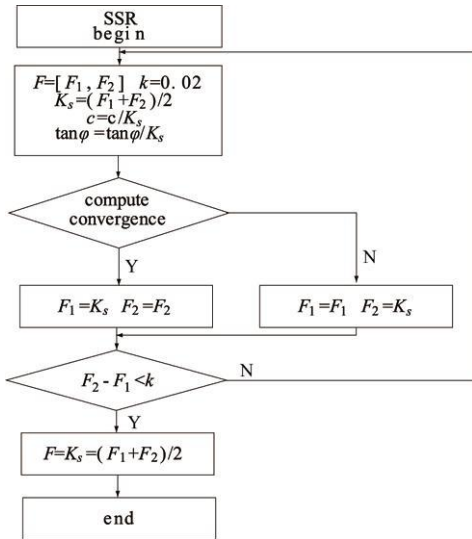 SSR
begin
F=[F₁, F₂] k=0.02
Kₛ=(F₁+F₂)/2
c=c/Kₛ
tanφ=tanφ/Kₛ
compute
convergence
Y
N
F₁=Kₛ F₂=F₂
F₁=F₁ F₂=Kₛ
F₂-F₁<k
N
Y
F=Kₛ=(F₁+F₂)/2
end